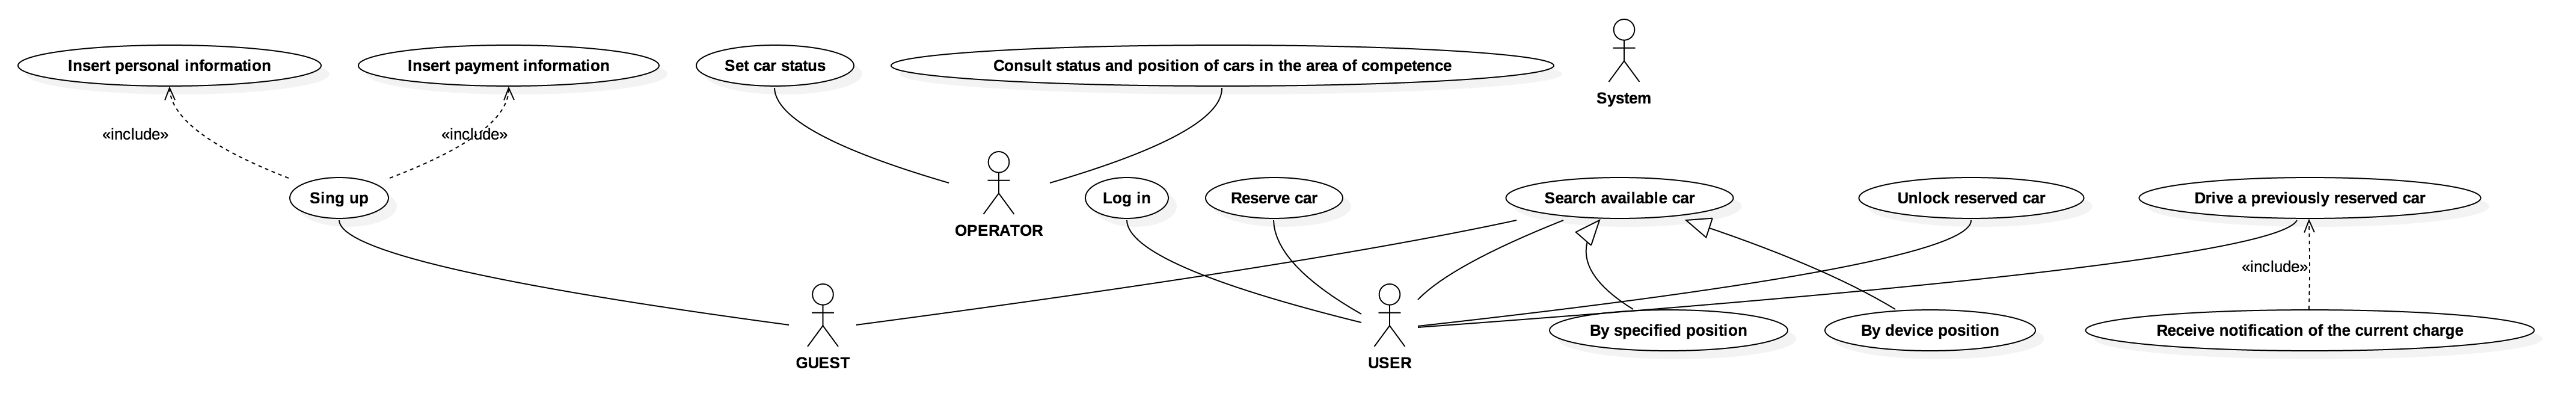 Insert personal information
Insert payment information
Set car status
Consult status and position of cars in the area of competence
System
«include»
«include»
Sing up
OPERATOR
Log in
Reserve car
Search available car
Unlock reserved car
Drive a previously reserved car
«include»
GUEST
USER
By specified position
By device position
Receive notification of the current charge